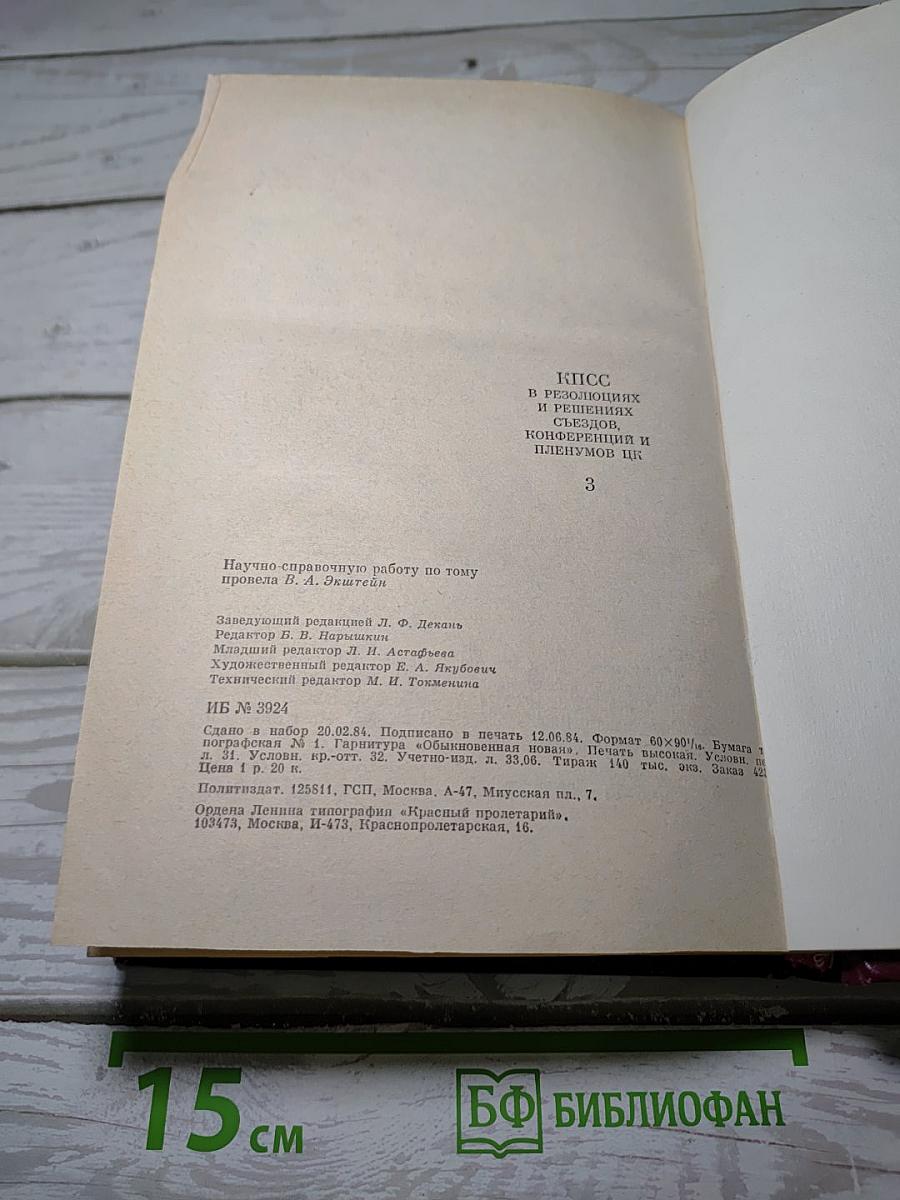 КПСС
В РЕЗОЛЮЦИЯХ
И РЕШЕНИЯХ
СЪЕЗДОВ,
КОНФЕРЕНЦИЙ И
ПЛЕНУМОВ ЦК
3
Научно-справочную работу по тому
провела В. А. Экштейн
Заведующий редакцией Л. Ф. Декань
Редактор Б. В. Нарышкин
Младший редактор Л. И. Астафьева
Художественный редактор Е. А. Якубович
Технический редактор М. И. Токменина
ИБ № 3924
Сдано в набор 20.02.84. Подписано в печать 12.06.84. Формат 60×90¹/₁₆. Бумага т
пографская № 1. Гарнитура «Обыкновенная новая». Печать высокая. Условн. пе
л. 31. Условн. кр.-отт. 32. Учетно-изд. л. 33,06. Тираж 140 тыс. экз. Заказ 42
Цена 1 р. 20 к.
Политиздат. 125811, ГСП, Москва, А-47, Миусская пл., 7.
Ордена Ленина типография «Красный пролетарий».
103473, Москва, И-473, Краснопролетарская, 16.
15 см
БФ БИБЛИОФАН